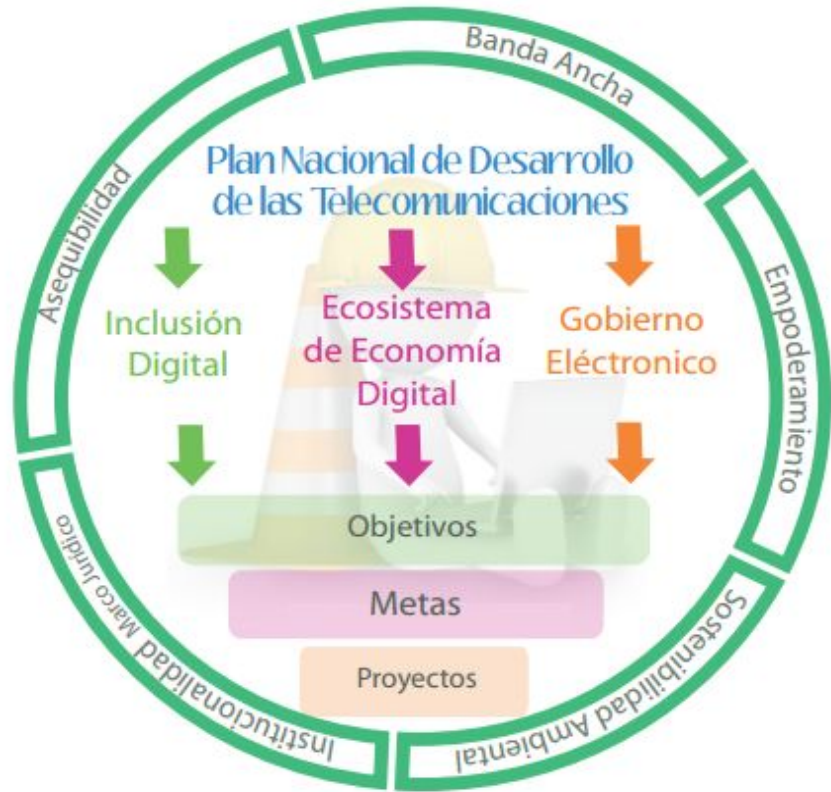 Banda Ancha
Asequibilidad
Empoderamiento
Plan Nacional de Desarrollo
de las Telecomunicaciones
Inclusión
Digital
Ecosistema
de Economía
Digital
Gobierno
Eléctronico
Objetivos
Metas
Proyectos
Institucionalidad Marco Jurídico
Sostenibilidad Ambiental